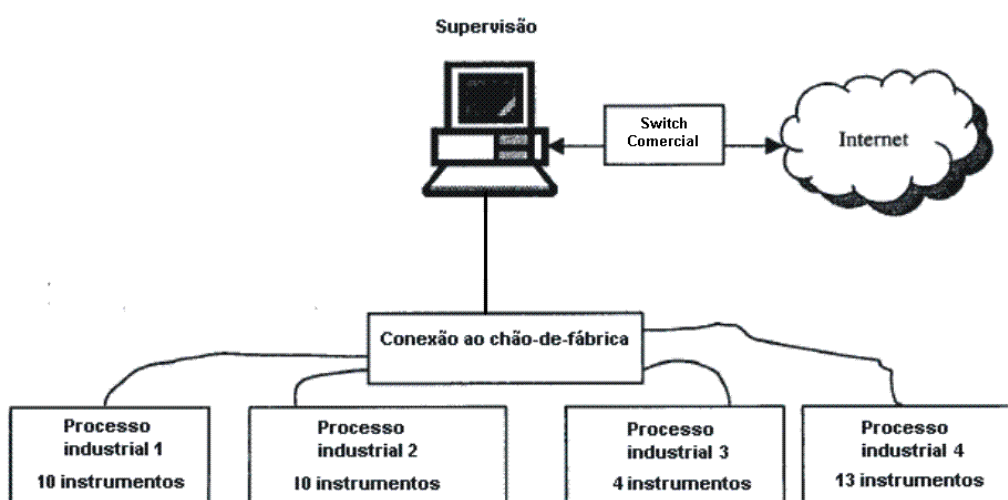 Supervisão
Switch
Comercial
Internet
Conexão ao chão-de-fábrica
Processo
industrial 1
10 instrumentos
Processo
industrial 2
10 instrumentos
Processo
industrial 3
4 instrumentos
Processo
industrial 4
13 instrumentos